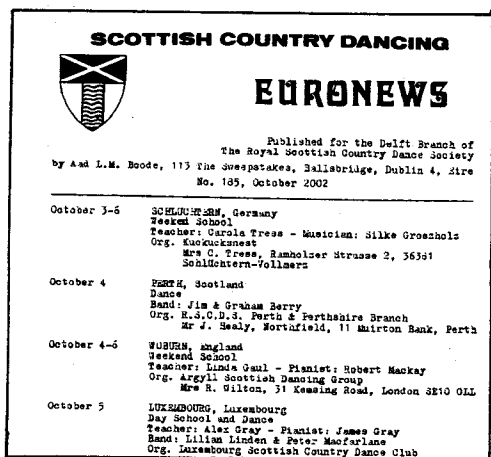 SCOTTISH COUNTRY DANCING
EURONEWS
Published for the Delft Branch of
The Royal Scottish Country Dance Society
by Aad L.M. Boode, 113 The Sweepstakes, Ballsbridge, Dublin 4, Eire
No. 185, October 2002
October 3-6 SCHLUCHTERN, Germany
Weekend School
Teacher: Carola Tress - Musician: Silke Groszholz
Org. Kuckucksnest
Mrs C. Tress, Ramholzer Strasse 2, 36381
Schlüchtern-Vollmerz
October 4 PERTH, Scotland
Dance
Band: Jim & Graham Berry
Org. R.S.C.D.S. Perth & Perthshire Branch
Mr J. Healy, Northfield, 11 Muirton Bank, Perth
October 4-6 WOBURN, England
Weekend School
Teacher: Linda Gaul - Pianist: Robert Mackay
Org. Argyll Scottish Dancing Group
Mrs R. Wilton, 31 Kemsing Road, London SE10 0LL
October 5 LUXEMBOURG, Luxembourg
Day School and Dance
Teacher: Alex Gray - Pianist: James Gray
Band: Lilian Linden & Peter Macfarlane
Org. Luxembourg Scottish Country Dance Club